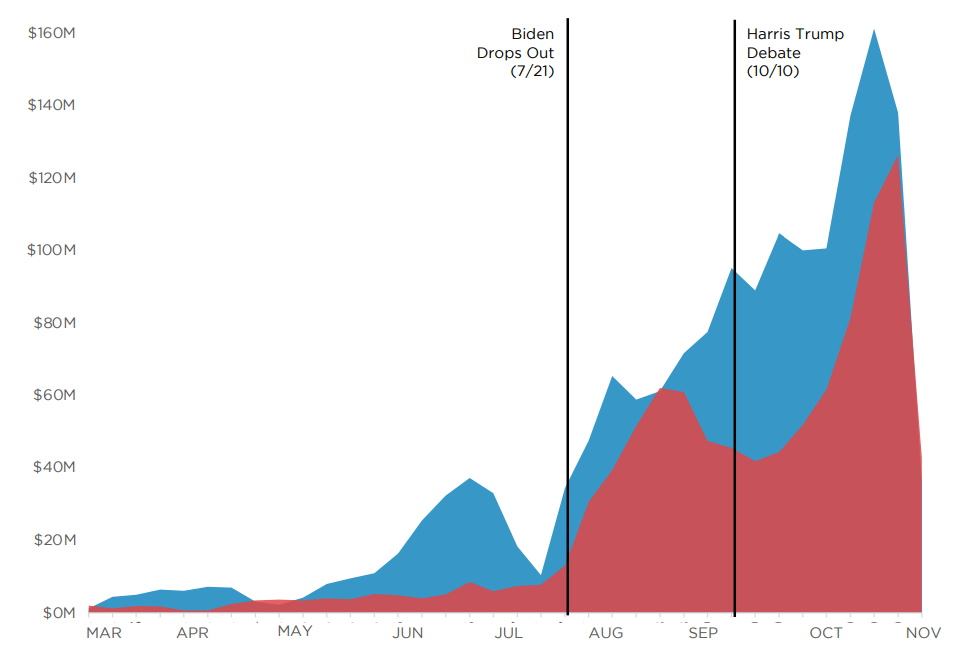 $160M
$140M
$120M
$100M
$80M
$60M
$40M
$20M
$0M
Biden
Drops Out
(7/21)
Harris Trump
Debate
(10/10)
MAR APR MAY JUN JUL AUG SEP OCT NOV